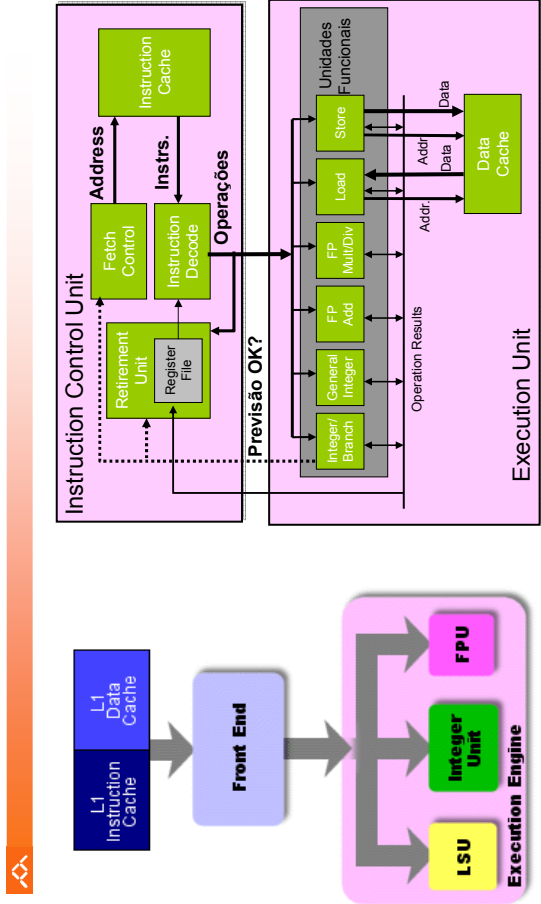 L1
Instruction
Cache
L1
Data
Cache
Front End
LSU
Integer
Unit
FPU
Execution Engine
Instruction Control Unit
Retirement
Unit
Register
File
Fetch
Control
Address
Instruction
Cache
Instrs.
Instruction
Decode
Operações
Previsão OK?
Unidades
Funcionais
Integer/
Branch
General
Integer
FP
Add
FP
Mult/Div
Load
Store
Operation Results
Addr.
Data
Addr
Data
Data
Cache
Execution Unit